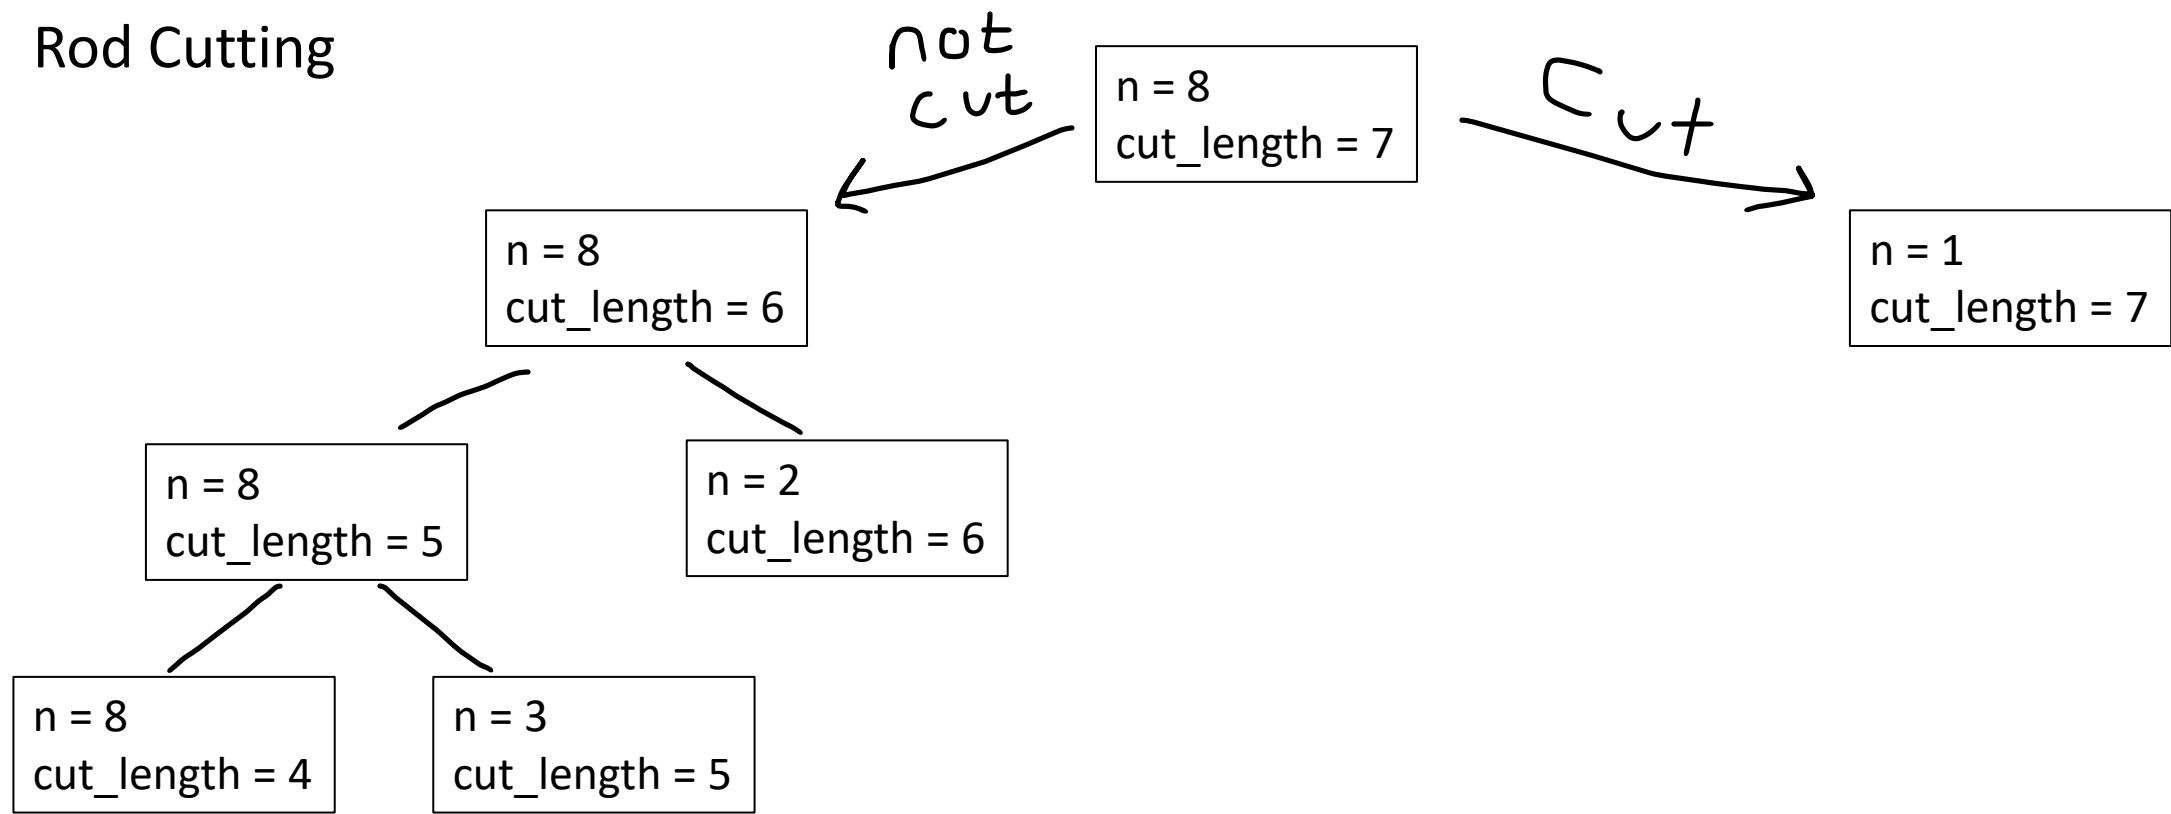 Rod Cutting
not
cut
n = 8
cut_length = 7
Cut
n = 8
cut_length = 6
n = 1
cut_length = 7
n = 8
cut_length = 5
n = 2
cut_length = 6
n = 8
cut_length = 4
n = 3
cut_length = 5